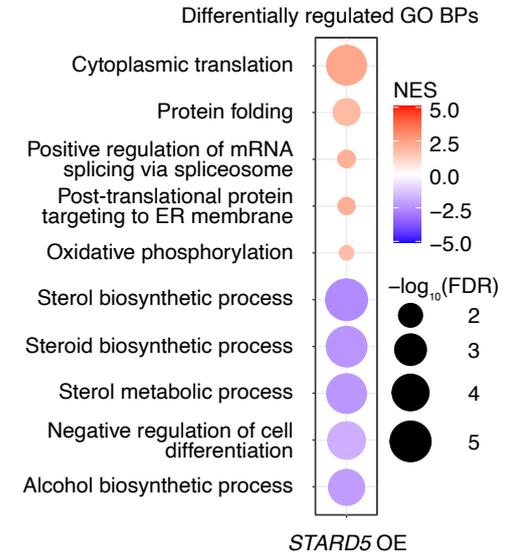 Differentially regulated GO BPs
Cytoplasmic translation
Protein folding
Positive regulation of mRNA
splicing via spliceosome
Post-translational protein
targeting to ER membrane
Oxidative phosphorylation
Sterol biosynthetic process
Steroid biosynthetic process
Sterol metabolic process
Negative regulation of cell
differentiation
Alcohol biosynthetic process
STARD5 OE
NES
5.0
2.5
0.0
−2.5
−5.0
−log10(FDR)
2
3
4
5